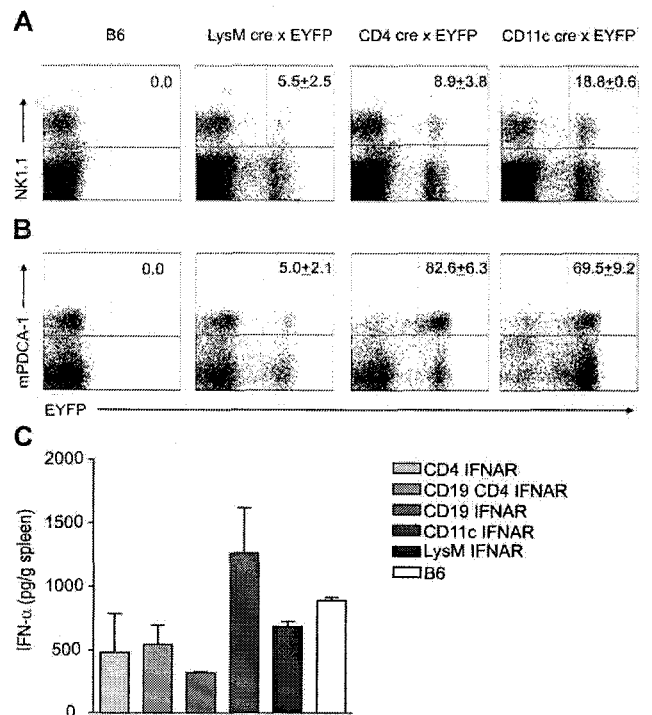 A
B6 LysM cre x EYFP CD4 cre x EYFP CD11c cre x EYFP
0.0 5.5±2.5 8.9±3.8 18.8±0.6
NK1.1
B
0.0 5.0±2.1 82.6±6.3 69.5±9.2
mPDCA-1
EYFP
C
2000
1500
1000
500
0
IFN-α (pg/g spleen)
CD4 IFNAR
CD19 CD4 IFNAR
CD19 IFNAR
CD11c IFNAR
LysM IFNAR
B6